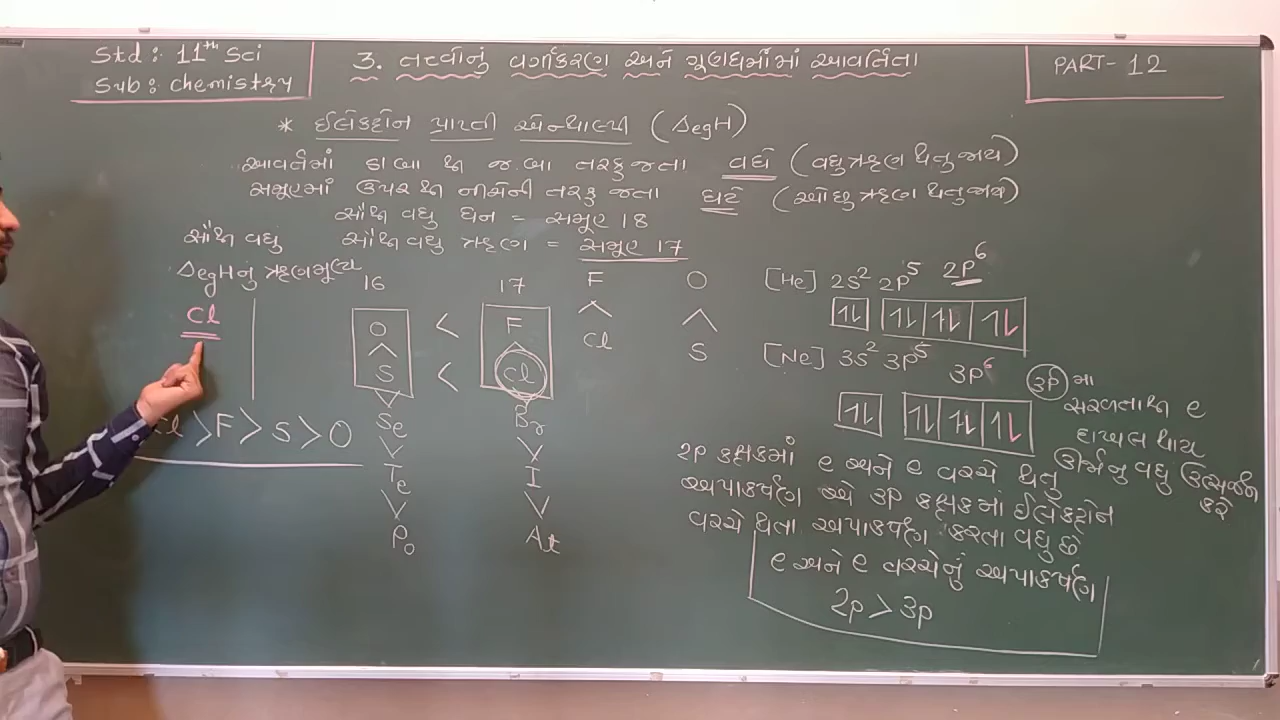 Std : 11th Sci
Sub : chemistry
3. તત્વોનું વર્ગીકરણ અને ગુણધર્મોમાં આવર્તિતા
PART- 12
* ઈલેકટ્રોન પ્રાપ્તી એન્થાલ્પી (ΔegH)
આવર્તમાં ડાબા થી જ.બા તરફ જતા વધે (વધુ ઋણ થતુ જાય)
સમૂહમાં ઉપર થી નીચેની તરફ જતા ઘટે (ઓછુ ઋણ થતુ જાય)
સૌથી વધુ ધન = સમૂહ 18
સૌથી વધુ ઋણ = સમૂહ 17
સૌથી વધુ
ΔegHનું ઋણમૂલ્ય
Cl
Cl > F > S > O
16 17
O < F
^ ^
S < Cl
V V
Se Br
V V
Te I
V V
Po At
F O
^ ^
Cl S
[He] 2s² 2p⁵ 2p⁶
⥮ ⥮ ⥮ ⥮
[Ne] 3s² 3p⁵ 3p⁶
⥮ ⥮ ⥮ ⥮
3p માં
સરળતાથી e
દાખલ થાય
ઊર્જાનુ વધુ ઉત્સર્જન
કરે
2p કક્ષકમાં e અને e વચ્ચે થતુ
અપાકર્ષણ એ 3p કક્ષકમાં ઈલેકટ્રોન
વચ્ચે થતા અપાકર્ષણ કરતા વધુ છે
e અને e વચ્ચેનું અપાકર્ષણ
2p > 3p